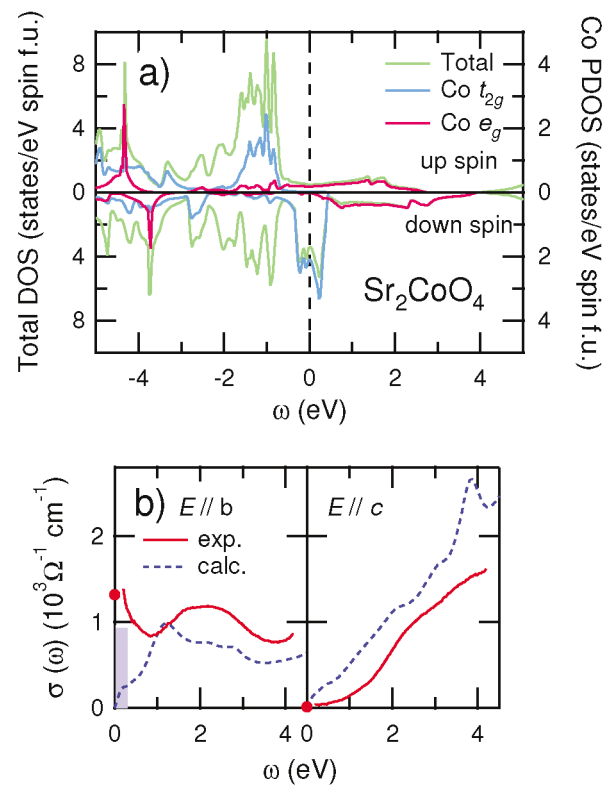 Total DOS (states/eV spin f.u.)
Co PDOS (states/eV spin f.u.)
a)
Total
Co t2g
Co eg
up spin
down spin
Sr2CoO4
8
4
0
4
8
4
2
0
2
4
-4
-2
0
2
4
ω (eV)
b)
E // b
exp.
calc.
E // c
σ (ω) (10³Ω⁻¹ cm⁻¹)
2
1
0
0
2
4
0
2
4
ω (eV)